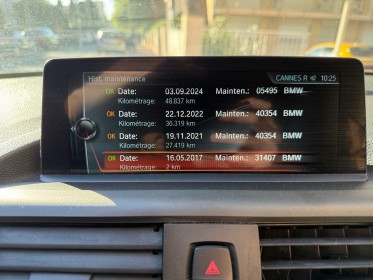 Hist. maintenance CANNES R 10:25
OK Date: 03.09.2024 Mainten.: 05495 BMW
Kilométrage: 48.837 km
OK Date: 22.12.2022 Mainten.: 40354 BMW
Kilométrage: 36.319 km
OK Date: 19.11.2021 Mainten.: 40354 BMW
Kilométrage: 27.419 km
OK Date: 16.05.2017 Mainten.: 31407 BMW
Kilométrage: 2 km